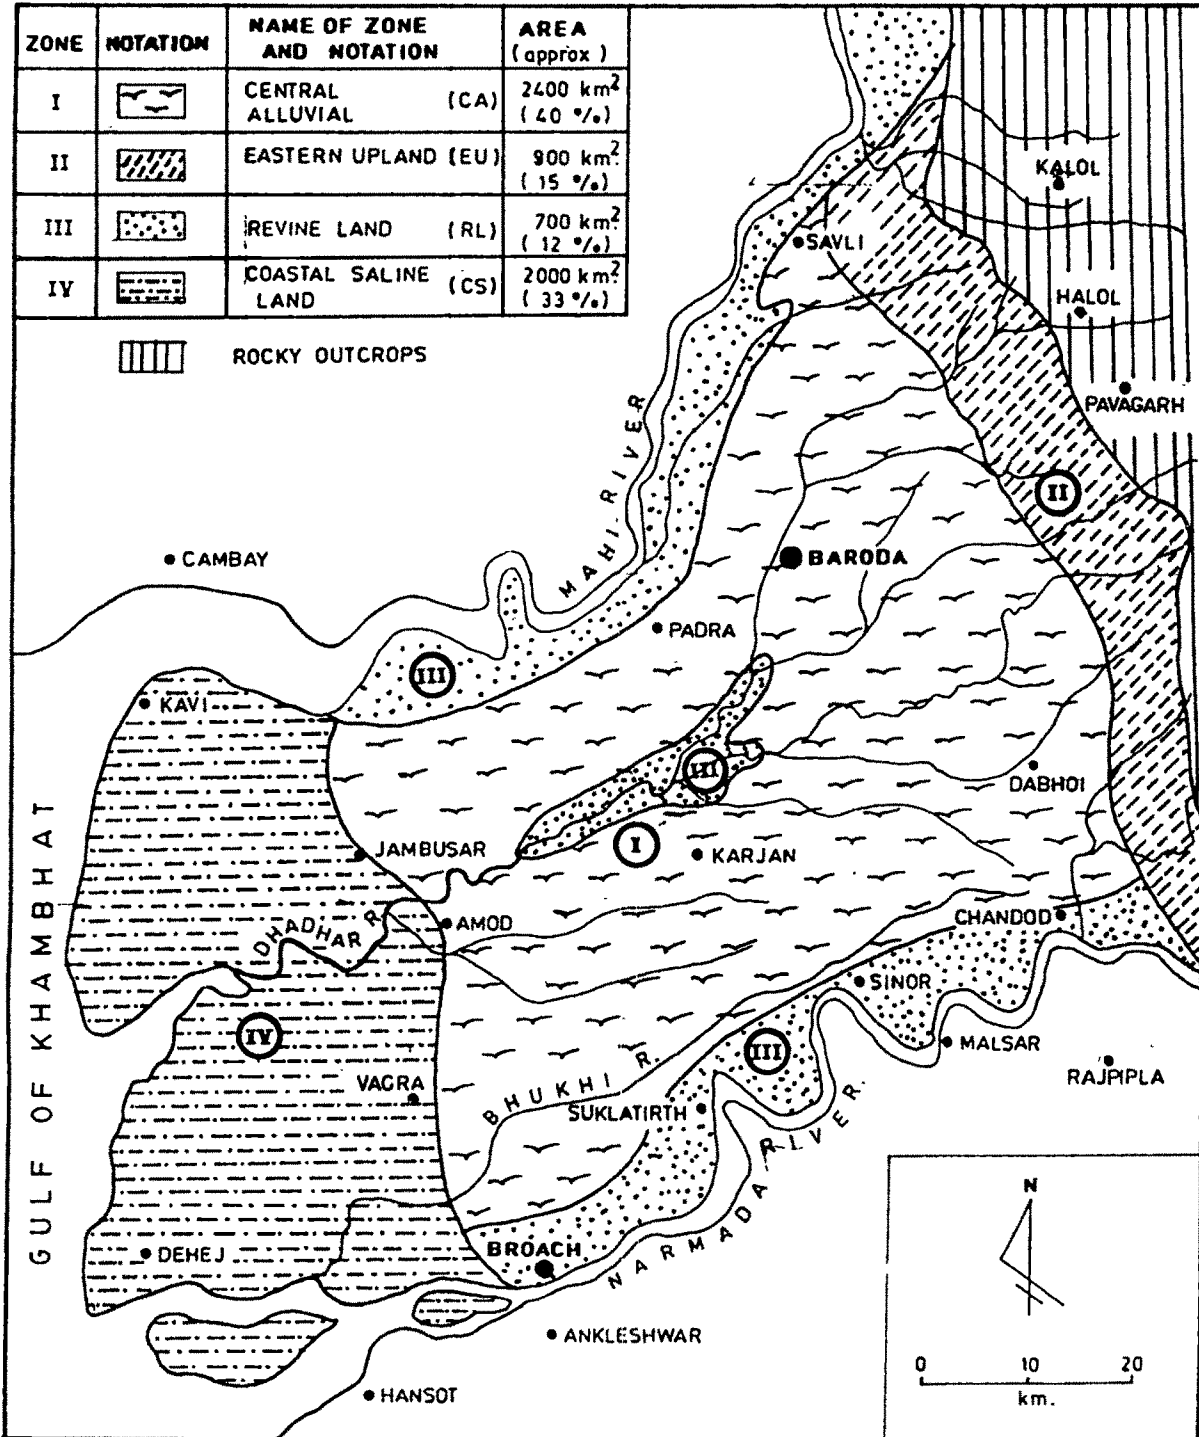 ZONE NOTATION NAME OF ZONE AND NOTATION AREA (approx)
I CENTRAL ALLUVIAL (CA) 2400 km² (40 %)
II EASTERN UPLAND (EU) 900 km². (15 %)
III REVINE LAND (RL) 700 km² (12 %)
IV COASTAL SALINE LAND (CS) 2000 km². (33 %)
ROCKY OUTCROPS
KALOL
SAVLI
HALOL
PAVAGARH
MAHI RIVER
II
CAMBAY
BARODA
PADRA
III
KAVI
III
DABHOI
GULF OF KHAMBHAT
JAMBUSAR
I
KARJAN
DHADHAR R.
AMOD
CHANDOD
SINOR
IV
III
MALSAR
RAJPIPLA
VAGRA
BHUKHI R.
SUKLATIRTH
NARMADA RIVER.
DEHEJ
BROACH
ANKLESHWAR
HANSOT
N
0 10 20
km.